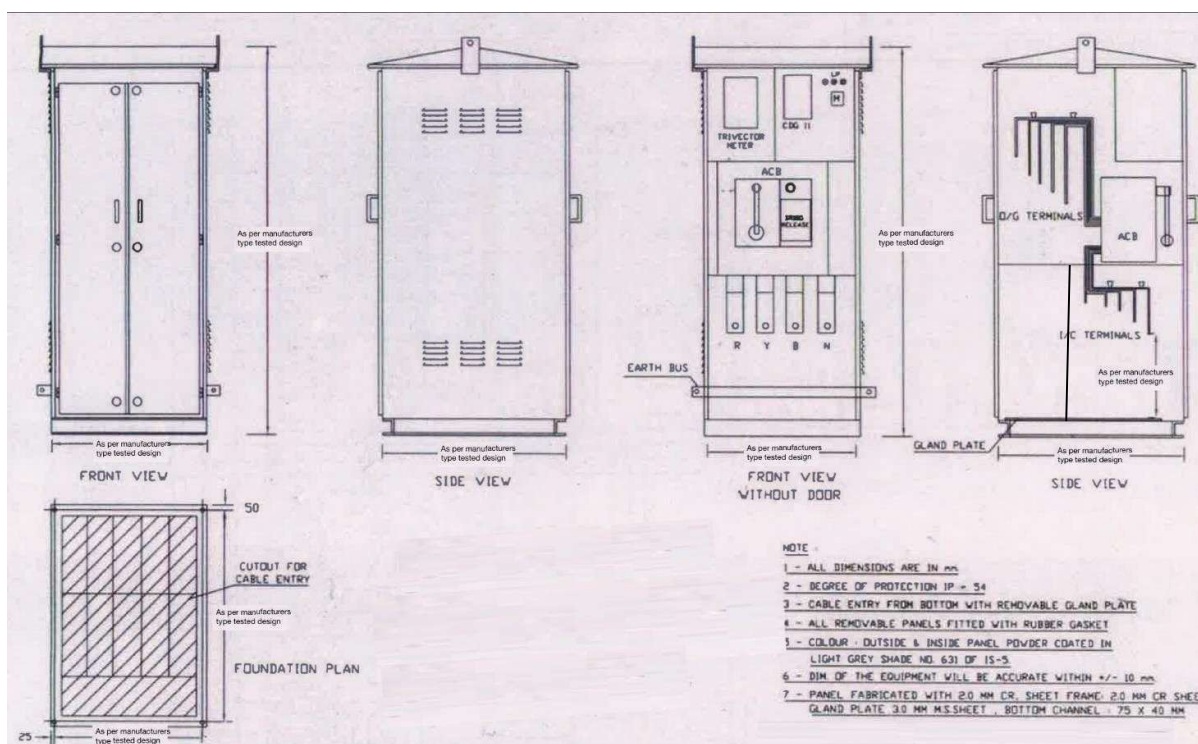 As per manufacturers
type tested design
As per manufacturers
type tested design
FRONT VIEW
As per manufacturers
type tested design
SIDE VIEW
TRIVECTOR
METER
CDG II
LP
M
ACB
RELEASE
R Y B N
EARTH BUS
As per manufacturers
type tested design
As per manufacturers
type tested design
FRONT VIEW
WITHOUT DOOR
O/G TERMINALS
ACB
I/C TERMINALS
As per manufacturers
type tested design
GLAND PLATE
As per manufacturers
type tested design
SIDE VIEW
50
CUTOUT FOR
CABLE ENTRY
As per manufacturers
type tested design
FOUNDATION PLAN
25
As per manufacturers
type tested design
NOTE
1 - ALL DIMENSIONS ARE IN mm
2 - DEGREE OF PROTECTION IP - 54
3 - CABLE ENTRY FROM BOTTOM WITH REMOVABLE GLAND PLATE
4 - ALL REMOVABLE PANELS FITTED WITH RUBBER GASKET
5 - COLOUR : OUTSIDE & INSIDE PANEL POWDER COATED IN
LIGHT GREY SHADE NO. 631 OF IS-5
6 - DIM. OF THE EQUIPMENT WILL BE ACCURATE WITHIN +/- 10 mm
7 - PANEL FABRICATED WITH 2.0 MM CR. SHEET FRAME: 2.0 MM CR SHEE
GLAND PLATE 3.0 MM M.S.SHEET , BOTTOM CHANNEL : 75 X 40 MM